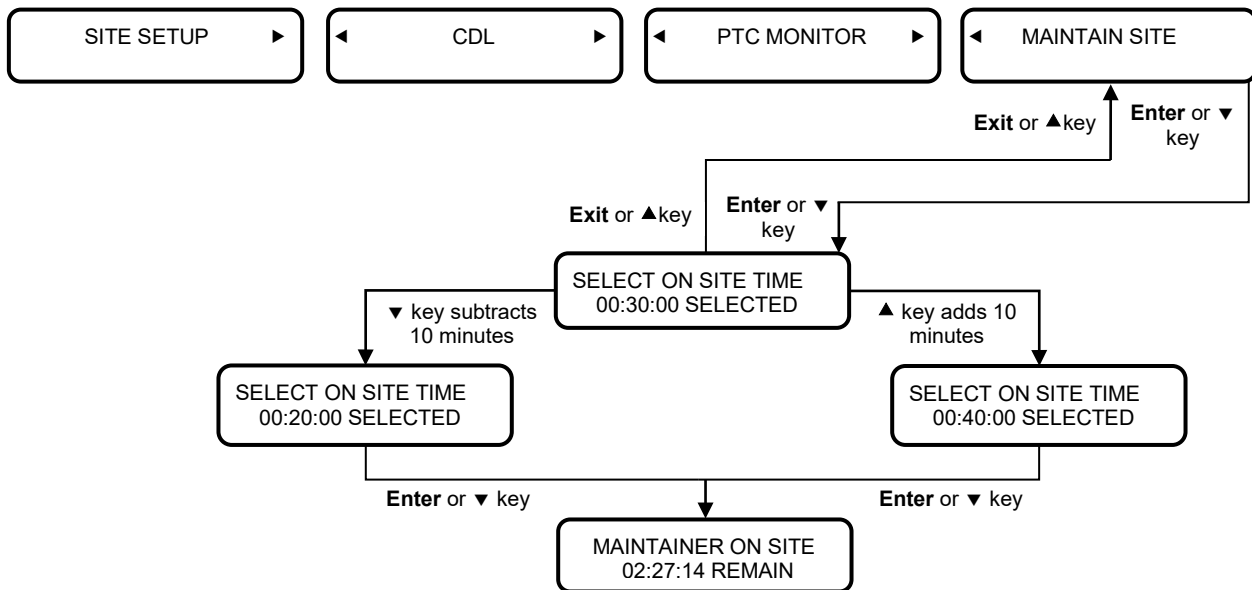 SITE SETUP ►
◄ CDL ►
◄ PTC MONITOR ►
◄ MAINTAIN SITE
Exit or ▲key
Enter or ▼
key
Exit or ▲key
Enter or ▼
key
SELECT ON SITE TIME
00:30:00 SELECTED
▼ key subtracts
10 minutes
▲ key adds 10
minutes
SELECT ON SITE TIME
00:20:00 SELECTED
SELECT ON SITE TIME
00:40:00 SELECTED
Enter or ▼ key
Enter or ▼ key
MAINTAINER ON SITE
02:27:14 REMAIN